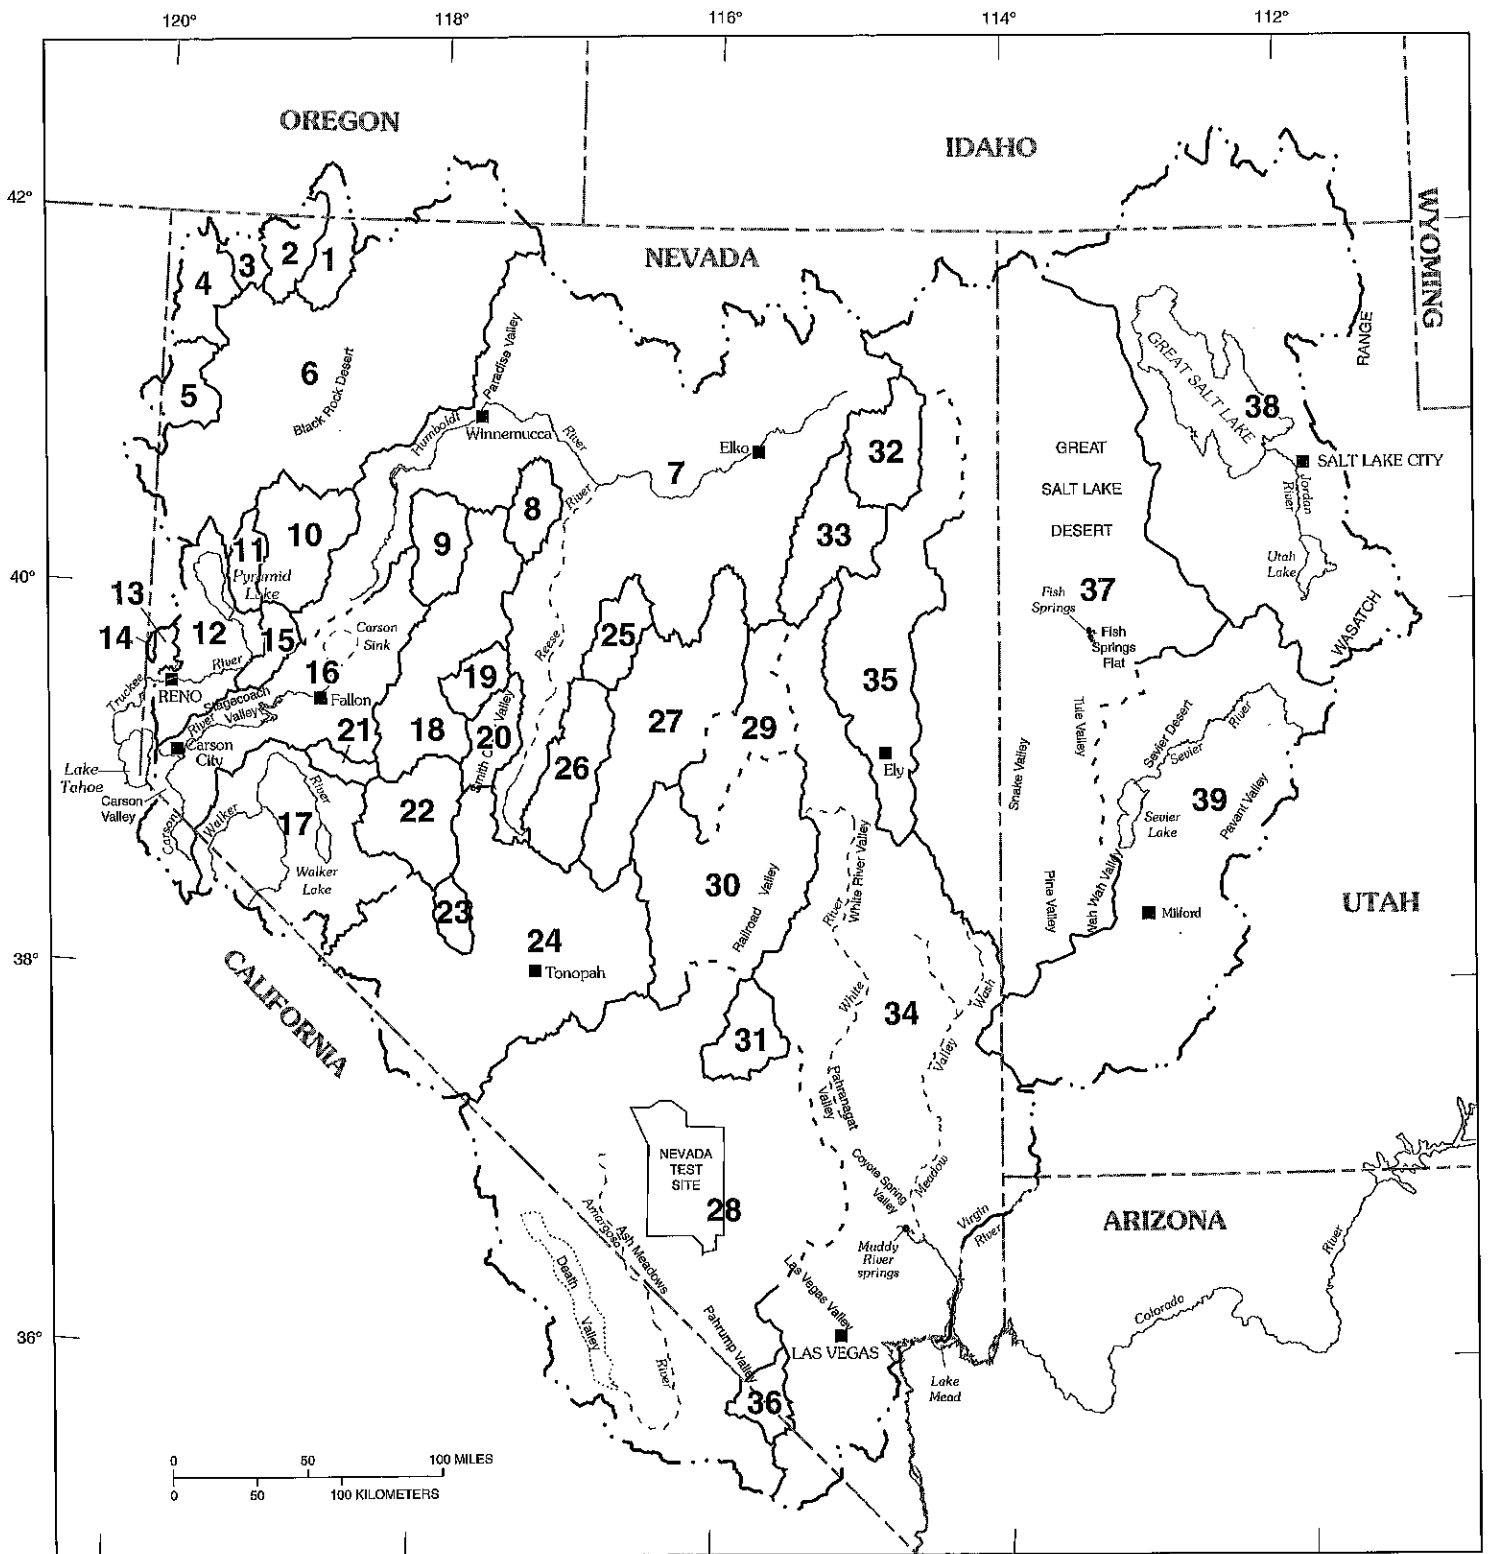 120°
118°
116°
114°
112°
OREGON
IDAHO
WYOMING
42°
NEVADA
1
2
3
4
5
6
Black Rock Desert
Paradise Valley
Humboldt
River
Winnemucca
Elko
7
River
8
9
10
11
Pyramid
Lake
40°
13
14
12
15
River
Truckee
RENO
Carson
Sink
16
Fallon
Stagecoach
Valley
River
Carson
City
Lake
Tahoe
Carson
Valley
Carson
Walker
River
17
Walker
Lake
21
18
19
20
Smith C
Valley
Reese
22
23
24
Tonopah
25
26
27
29
30
Railroad Valley
31
32
33
35
Ely
GREAT SALT LAKE
38
RANGE
GREAT
SALT LAKE
DESERT
SALT LAKE CITY
Jordan
River
Utah
Lake
WASATCH
Fish
Springs
37
Fish
Springs
Flat
Tule Valley
Snake Valley
Sevier Desert
Sevier
River
Sevier
Lake
39
Pavant Valley
Pine Valley
Wah Wah Valley
Milford
UTAH
White River Valley
River
White
34
Wash
Valley
Meadow
Pahranagat
Valley
Coyote Spring
Valley
38°
CALIFORNIA
NEVADA
TEST
SITE
28
Amargosa
Ash Meadows
River
Death
Valley
Pahrump Valley
36
Las Vegas Valley
LAS VEGAS
Muddy
River
springs
Virgin
River
Lake
Mead
ARIZONA
Colorado
River
36°
0
50
100 MILES
0
50
100 KILOMETERS